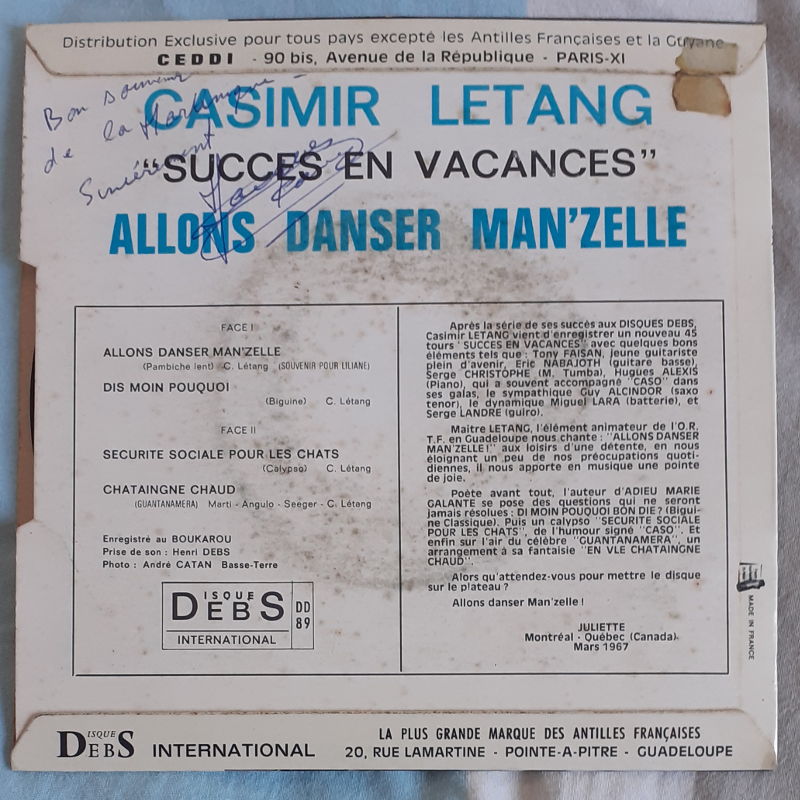 Distribution Exclusive pour tous pays excepté les Antilles Françaises et la Guyane
CEDDI - 90 bis, Avenue de la République - PARIS-XI
Bon souvenir
de la Martinique -
Sincèrement
CASIMIR LETANG
"SUCCES EN VACANCES"
ALLONS DANSER MAN'ZELLE
FACE I
ALLONS DANSER MAN'ZELLE
(Pambiche lent) C. Létang (SOUVENIR POUR LILIANE)
DIS MOIN POUQUOI
(Biguine) C. Létang
FACE II
SECURITE SOCIALE POUR LES CHATS
(Calypso) C. Létang
CHATAINGNE CHAUD
(GUANTANAMERA) Marti - Angulo - Seeger - C. Létang
Enregistré au BOUKAROU
Prise de son : Henri DEBS
Photo : André CATAN Basse-Terre
DISQUE DEBS
INTERNATIONAL
DD
89
Après la série de ses succès aux DISQUES DEBS,
Casimir LETANG vient d'enregistrer un nouveau 45
tours "SUCCES EN VACANCES" avec quelques bons
éléments tels que : Tony FAISAN, jeune guitariste
plein d'avenir, Eric NABAJOTH (guitare basse),
Serge CHRISTOPHE (M. Tumba), Hugues ALEXIS
(Piano), qui a souvent accompagné "CASO" dans
ses galas, le sympathique Guy ALCINDOR (saxo
tenor), le dynamique Miguel LARA (batterie), et
Serge LANDRE (guiro).
Maitre LETANG, l'élément animateur de l'O.R.
T.F. en Guadeloupe nous chante : "ALLONS DANSER
MAN'ZELLE !" aux loisirs d'une détente, en nous
éloignant un peu de nos préocupations quoti-
diennes, il nous apporte en musique une pointe
de joie.
Poète avant tout, l'auteur d'ADIEU MARIE
GALANTE se pose des questions qui ne seront
jamais résolues : DI MOIN POUQUOI BON DIE? (Bigui-
ne Classique). Puis un calypso "SECURITE SOCIALE
POUR LES CHATS", de l'humour signé "CASO". Et
enfin sur l'air du célèbre "GUANTANAMERA", un
arrangement à sa fantaisie "EN VLE CHATAINGNE
CHAUD".
Alors qu'attendez-vous pour mettre le disque
sur le plateau ?
Allons danser Man'zelle !
JULIETTE
Montréal - Québec (Canada).
Mars 1967
MADE IN FRANCE
DISQUE DEBS INTERNATIONAL
LA PLUS GRANDE MARQUE DES ANTILLES FRANÇAISES
20, RUE LAMARTINE - POINTE-A-PITRE - GUADELOUPE